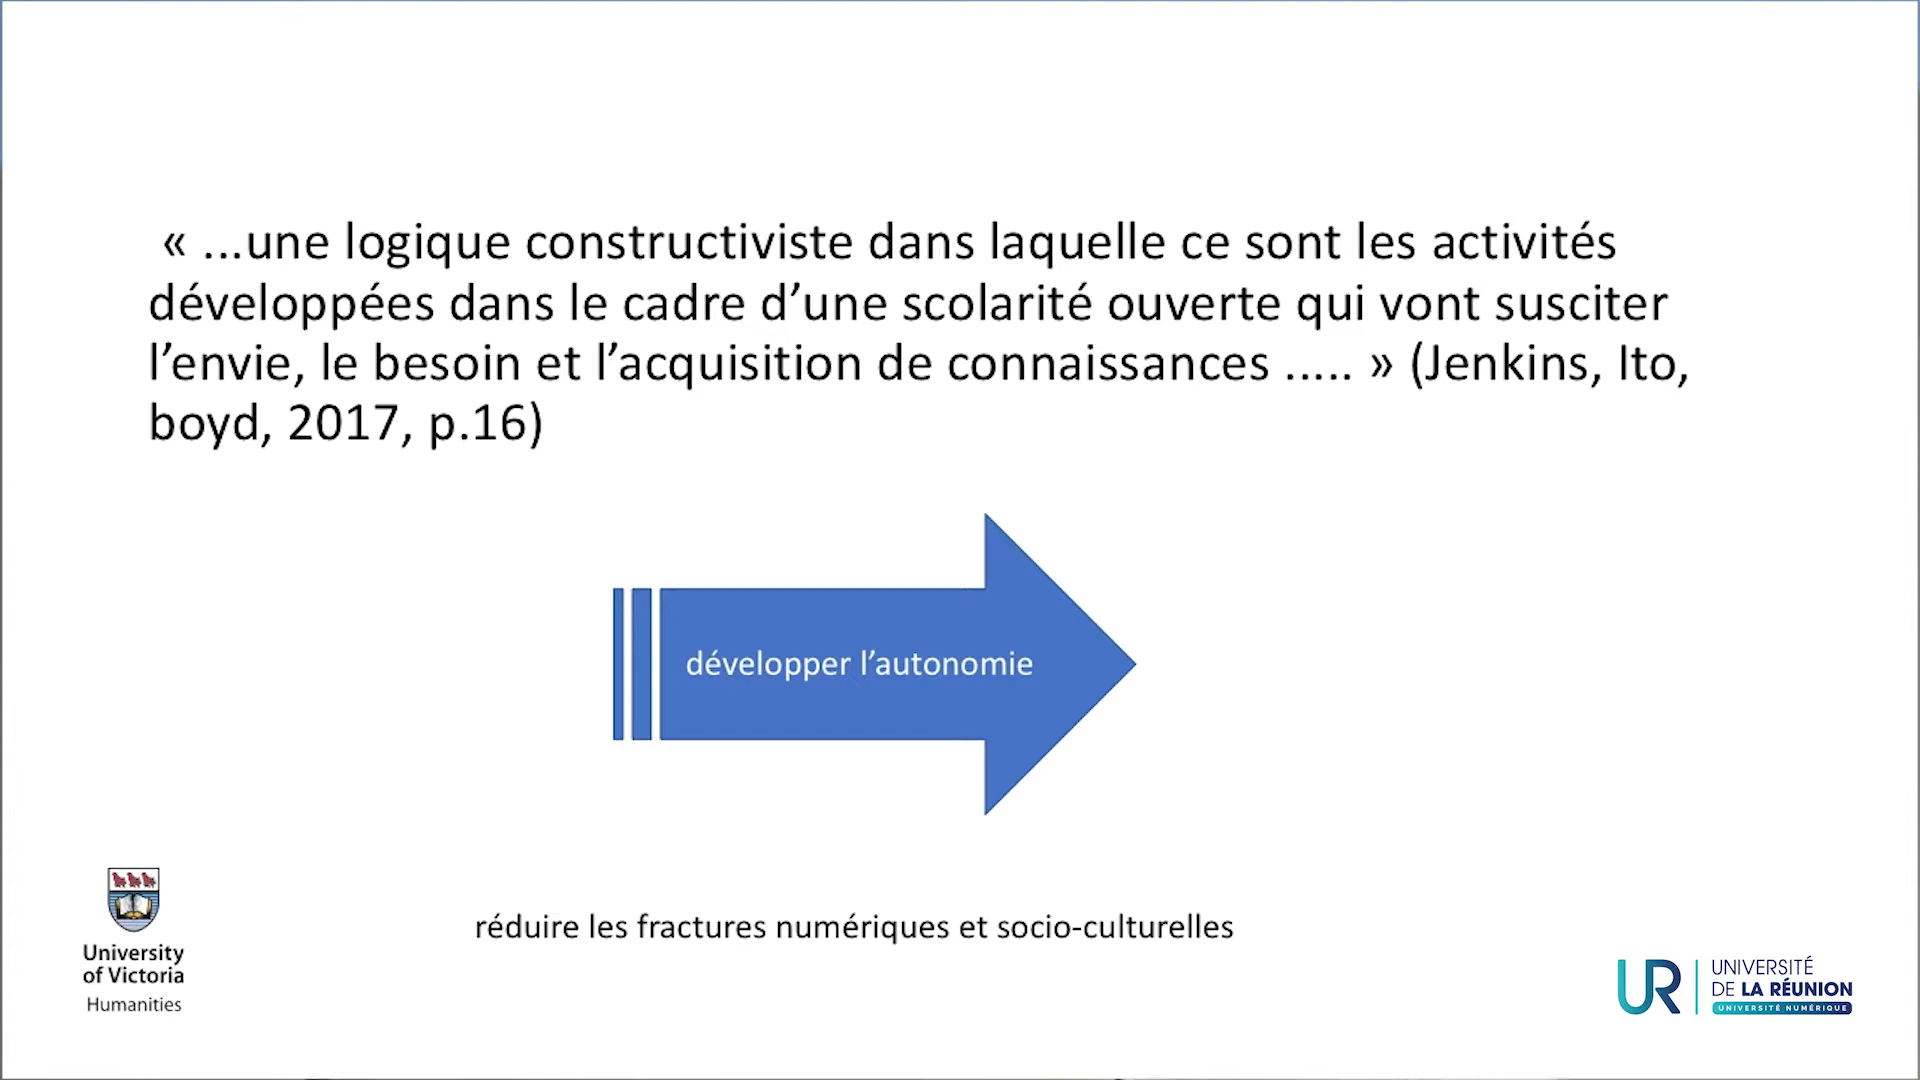 « ...une logique constructiviste dans laquelle ce sont les activités
développées dans le cadre d’une scolarité ouverte qui vont susciter
l’envie, le besoin et l’acquisition de connaissances ..... » (Jenkins, Ito,
boyd, 2017, p.16)
développer l’autonomie
réduire les fractures numériques et socio-culturelles
University
of Victoria
Humanities
UR
UNIVERSITÉ
DE LA RÉUNION
UNIVERSITÉ NUMÉRIQUE